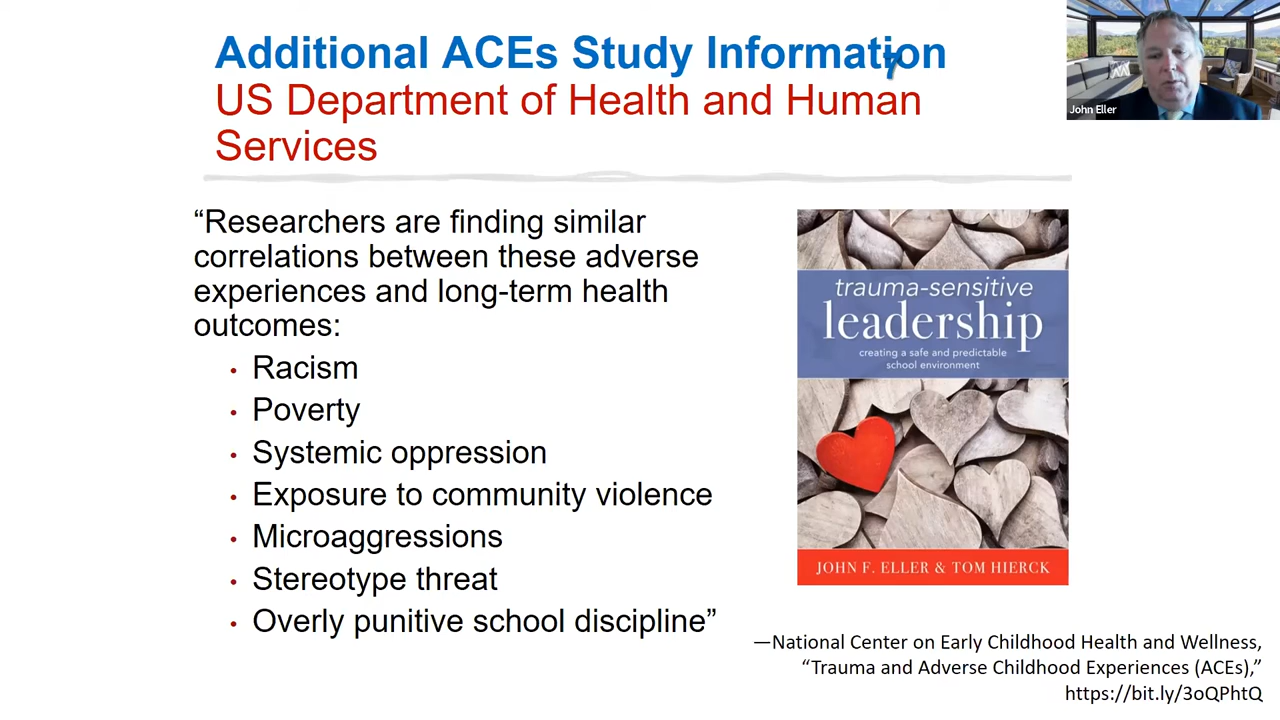 Additional ACEs Study Information
US Department of Health and Human
Services
John Eller
“Researchers are finding similar
correlations between these adverse
experiences and long-term health
outcomes:
• Racism
• Poverty
• Systemic oppression
• Exposure to community violence
• Microaggressions
• Stereotype threat
• Overly punitive school discipline”
trauma-sensitive
leadership
creating a safe and predictable
school environment
JOHN F. ELLER & TOM HIERCK
—National Center on Early Childhood Health and Wellness,
“Trauma and Adverse Childhood Experiences (ACEs),”
https://bit.ly/3oQPhtQ